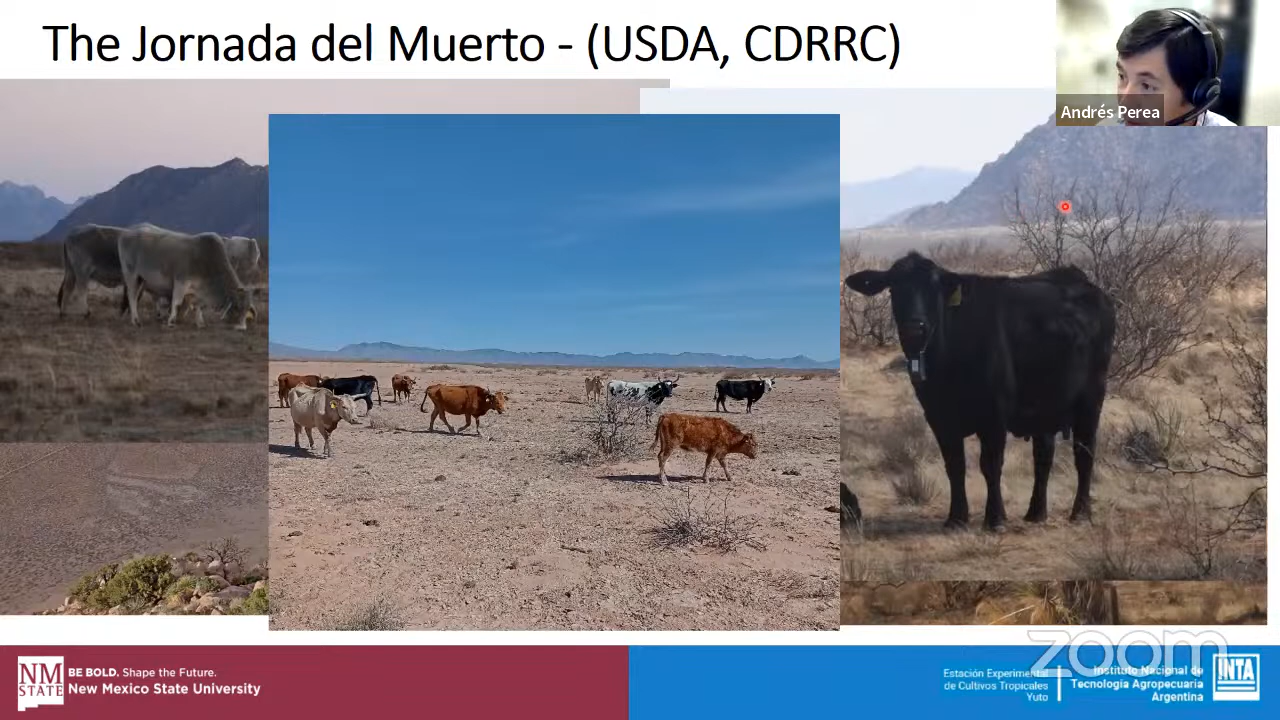 The Jornada del Muerto - (USDA, CDRRC)
Andrés Perea
zoom
NM
STATE
BE BOLD. Shape the Future.
New Mexico State University
Estación Experimental
de Cultivos Tropicales
Yuto
Instituto Nacional de
Tecnología Agropecuaria
Argentina
INTA